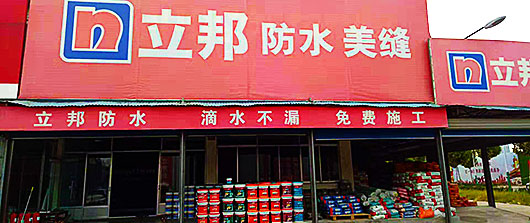 n 立邦 防水 美缝
n 立邦
立邦防水 滴水不漏 免费施工